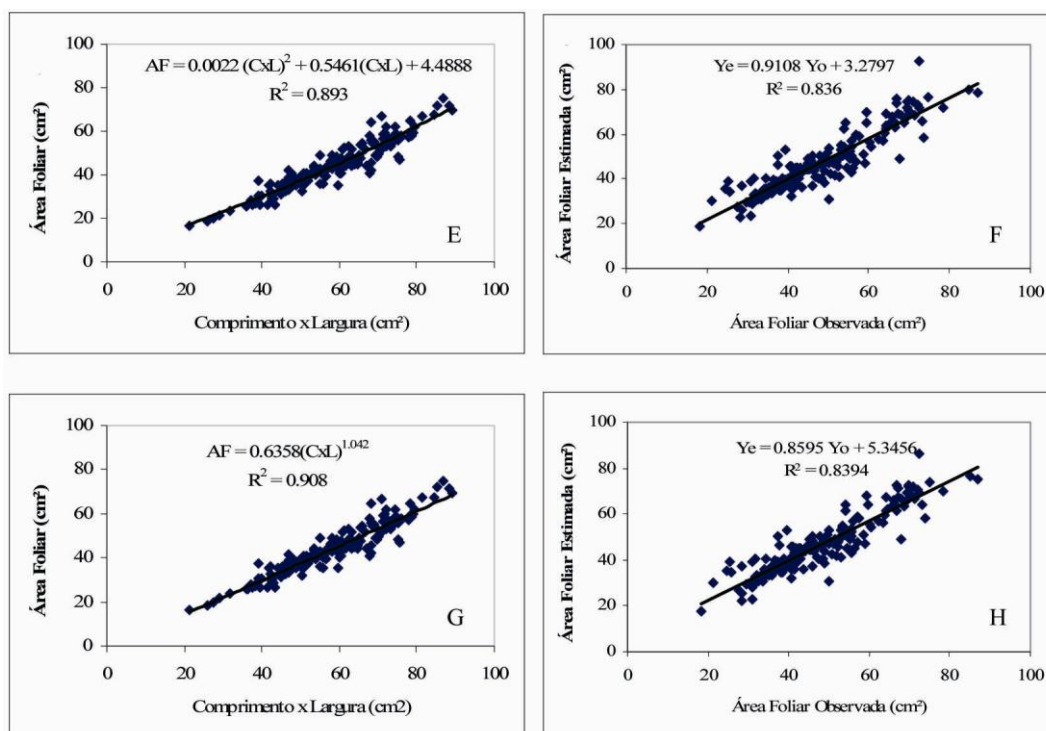 100
80
60
40
20
0
20
40
60
80
100
Área Foliar (cm²)
AF = 0.0022 (CxL)² + 0.5461(CxL) + 4.4888
R² = 0.893
E
Comprimento x Largura (cm²)
100
80
60
40
20
0
0
20
40
60
80
100
Área Foliar Estimada (cm²)
Ye = 0.9108 Yo + 3.2797
R² = 0.836
F
Área Foliar Observada (cm²)
100
80
60
40
20
0
0
20
40
60
80
100
Área Foliar (cm²)
AF = 0.6358(CxL)^1.042
R² = 0.908
G
Comprimento x Largura (cm2)
100
80
60
40
20
0
0
20
40
60
80
100
Área Foliar Estimada (cm²)
Ye = 0.8595 Yo + 5.3456
R² = 0.8394
H
Área Foliar Observada (cm²)